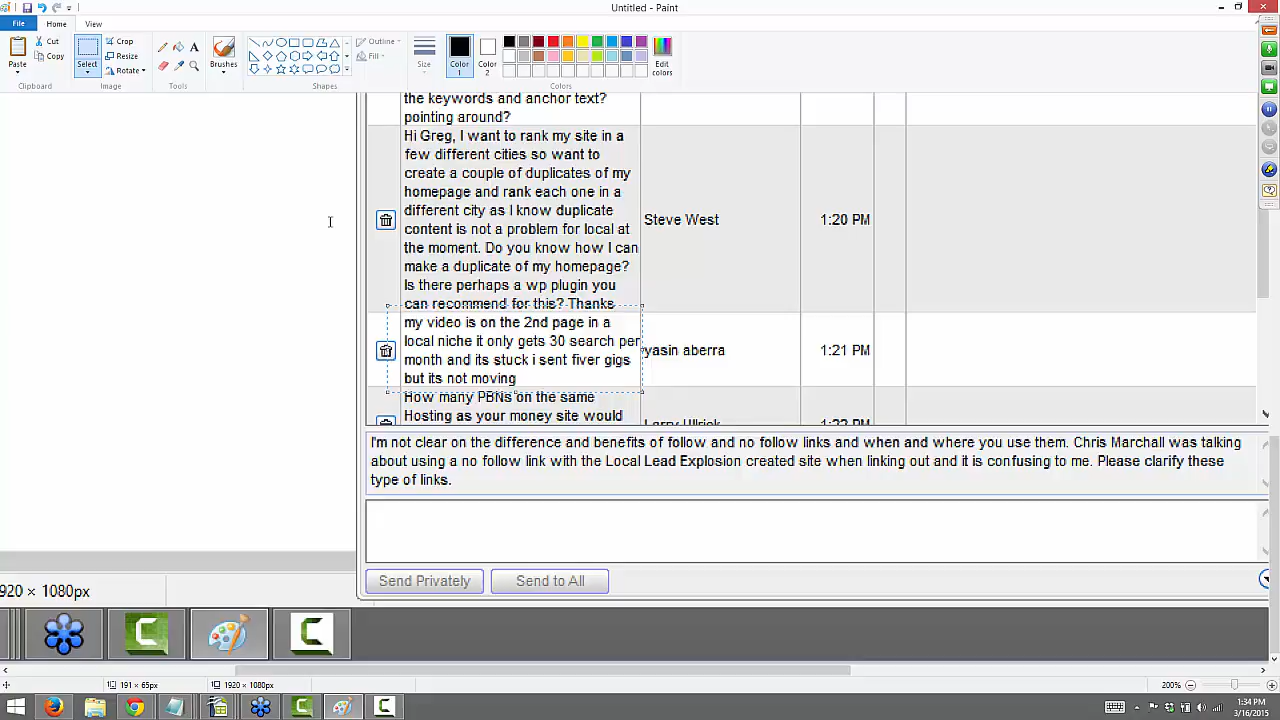 Untitled - Paint
File
Home
View
Paste
Cut
Copy
Clipboard
Select
Crop
Resize
Rotate
Image
A
Tools
Brushes
Shapes
Outline
Fill
Size
Color
1
Color
2
Edit
colors
Colors
the keywords and anchor text?
pointing around?
Hi Greg, I want to rank my site in a
few different cities so want to
create a couple of duplicates of my
homepage and rank each one in a
different city as I know duplicate
content is not a problem for local at
the moment. Do you know how I can
make a duplicate of my homepage?
Is there perhaps a wp plugin you
can recommend for this? Thanks
Steve West
1:20 PM
my video is on the 2nd page in a
local niche it only gets 30 search per
month and its stuck i sent fiver gigs
but its not moving
yasin aberra
1:21 PM
How many PBNs on the same
Hosting as your money site would
Larry Ullrick
1:22 PM
I'm not clear on the difference and benefits of follow and no follow links and when and where you use them. Chris Marchall was talking
about using a no follow link with the Local Lead Explosion created site when linking out and it is confusing to me. Please clarify these
type of links.
Send Privately
Send to All
920 × 1080px
191 × 65px
1920 × 1080px
200%
1:34 PM
3/16/2015